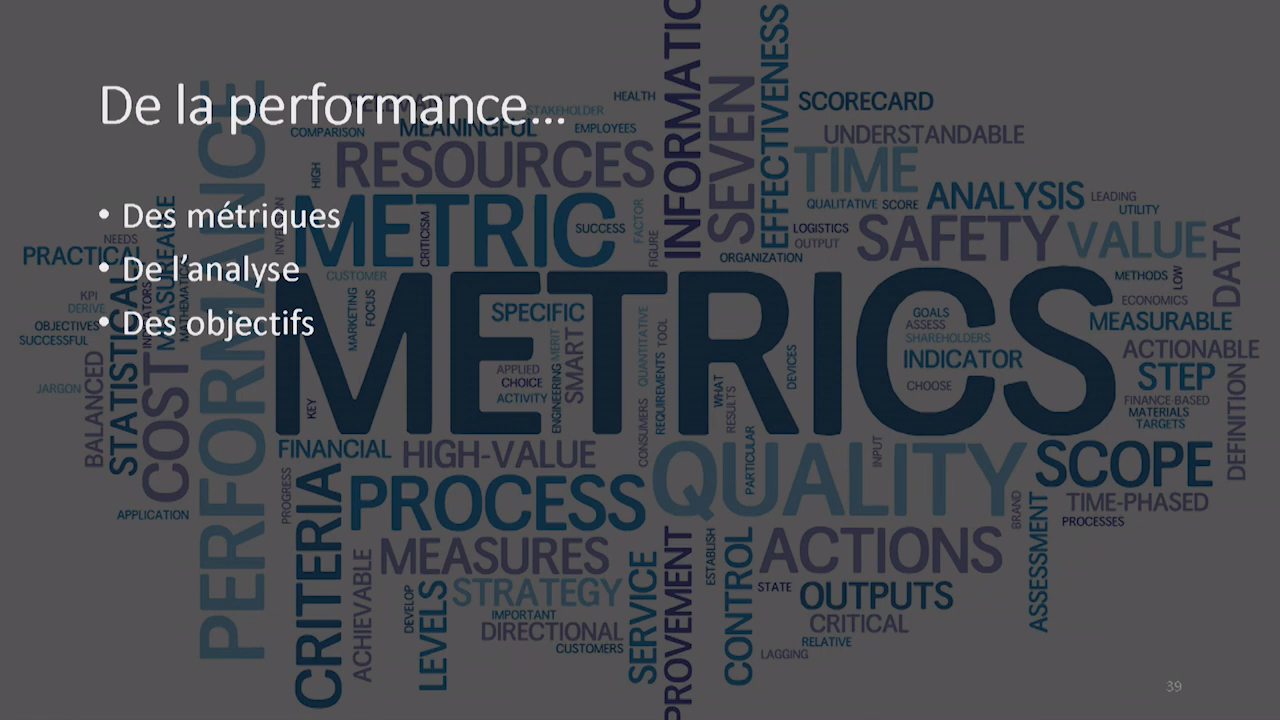 De la performance...
• Des métriques
• De l’analyse
• Des objectifs
HEALTH
STAKEHOLDER
COMPARISON
MEANINGFUL
EMPLOYEES
RESOURCES
HIGH
METRIC
CRITICISM
SUCCESS
FACTOR
FIGURE
INFORMATIO
SEVEN
EFFECTIVENESS
SCORECARD
UNDERSTANDABLE
TIME
ANALYSIS
LEADING
QUALITATIVE
SCORE
UTILITY
LOGISTICS
OUTPUT
SAFETY
VALUE
DATA
ORGANIZATION
METHODS
LOW
NEEDS
PRACTICAL
KPI
DERIVE
OBJECTIVES
SUCCESSFUL
JARGON
BALANCED
STATISTICAL
COST
PERFORMANCE
CUSTOMER
MARKETING
FOCUS
METRICS
SPECIFIC
APPLIED
CHOICE
ACTIVITY
ENGINEERING
MERIT
SMART
QUANTITATIVE
TOOL
REQUIREMENTS
CONSUMERS
WHAT
RESULTS
DEVICES
GOALS
ASSESS
SHAREHOLDERS
INDICATOR
CHOOSE
ECONOMICS
MEASURABLE
ACTIONABLE
STEP
FINANCE-BASED
MATERIALS
TARGETS
DEFINITION
KEY
FINANCIAL
HIGH-VALUE
QUALITY
PARTICULAR
INPUT
SCOPE
TIME-PHASED
PROCESSES
BRAND
ASSESSMENT
APPLICATION
PROGRESS
CRITERIA
PROCESS
MEASURES
ACHIEVABLE
DEVELOP
LEVELS
STRATEGY
IMPORTANT
DIRECTIONAL
CUSTOMERS
SERVICE
PROVEMENT
ESTABLISH
CONTROL
ACTIONS
STATE
OUTPUTS
CRITICAL
RELATIVE
LAGGING
39